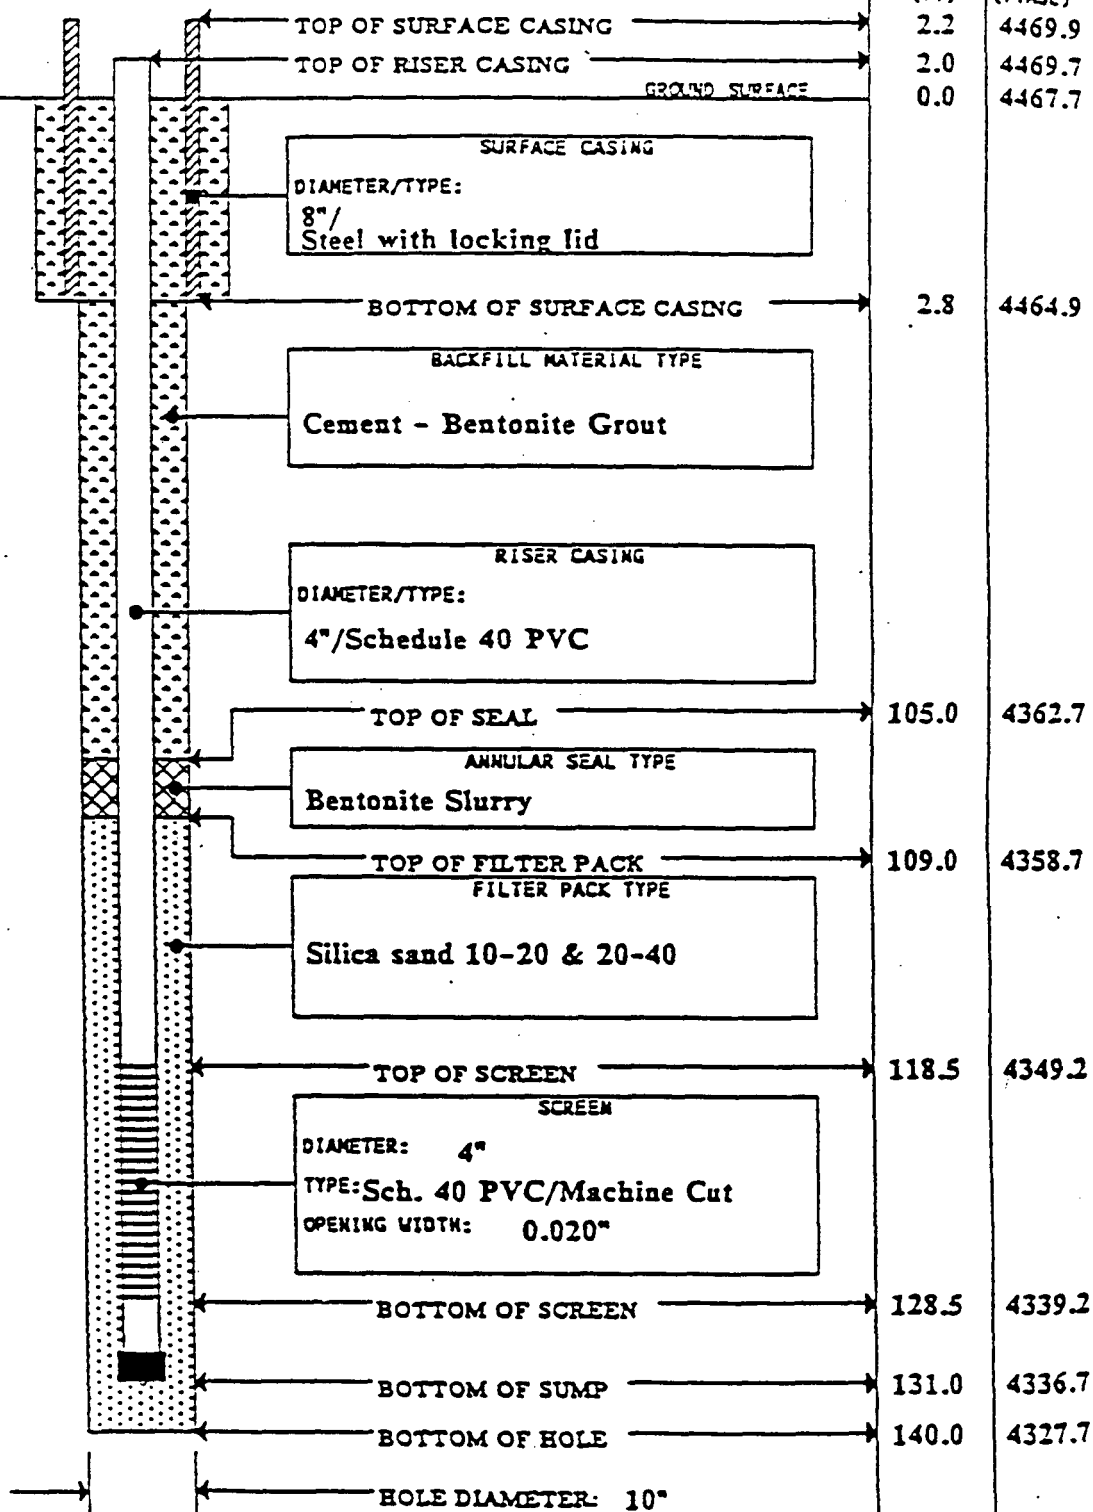 TOP OF SURFACE CASING 2.2 4469.9
TOP OF RISER CASING 2.0 4469.7
GROUND SURFACE 0.0 4467.7
SURFACE CASING
DIAMETER/TYPE:
8"/
Steel with locking lid
BOTTOM OF SURFACE CASING 2.8 4464.9
BACKFILL MATERIAL TYPE
Cement - Bentonite Grout
RISER CASING
DIAMETER/TYPE:
4"/Schedule 40 PVC
TOP OF SEAL 105.0 4362.7
ANNULAR SEAL TYPE
Bentonite Slurry
TOP OF FILTER PACK 109.0 4358.7
FILTER PACK TYPE
Silica sand 10-20 & 20-40
TOP OF SCREEN 118.5 4349.2
SCREEN
DIAMETER: 4"
TYPE: Sch. 40 PVC/Machine Cut
OPENING WIDTH: 0.020"
BOTTOM OF SCREEN 128.5 4339.2
BOTTOM OF SUMP 131.0 4336.7
BOTTOM OF HOLE 140.0 4327.7
HOLE DIAMETER: 10"